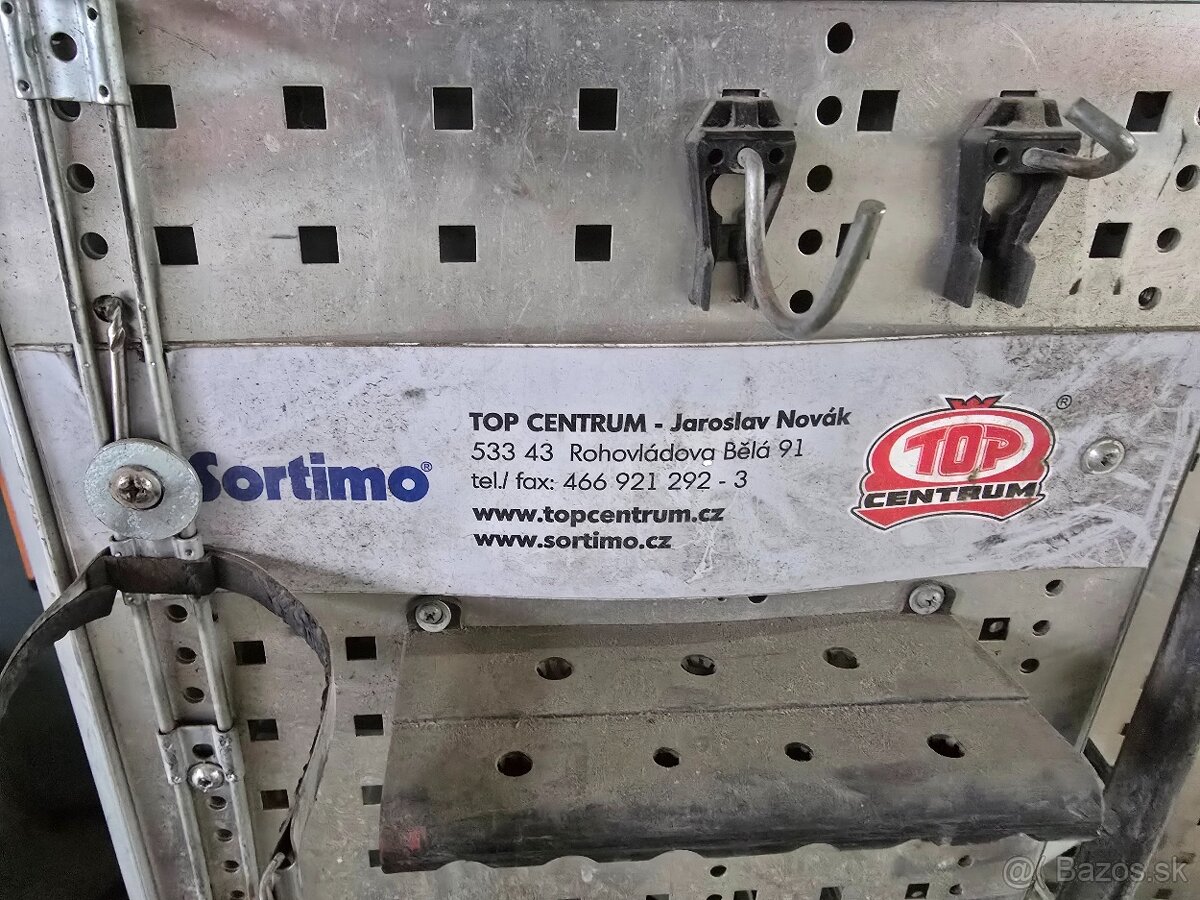 Sortimo®
TOP CENTRUM - Jaroslav Novák
533 43 Rohovládova Bělá 91
tel./ fax: 466 921 292 - 3
www.topcentrum.cz
www.sortimo.cz
TOP ®
CENTRUM
@ Bazos.sk